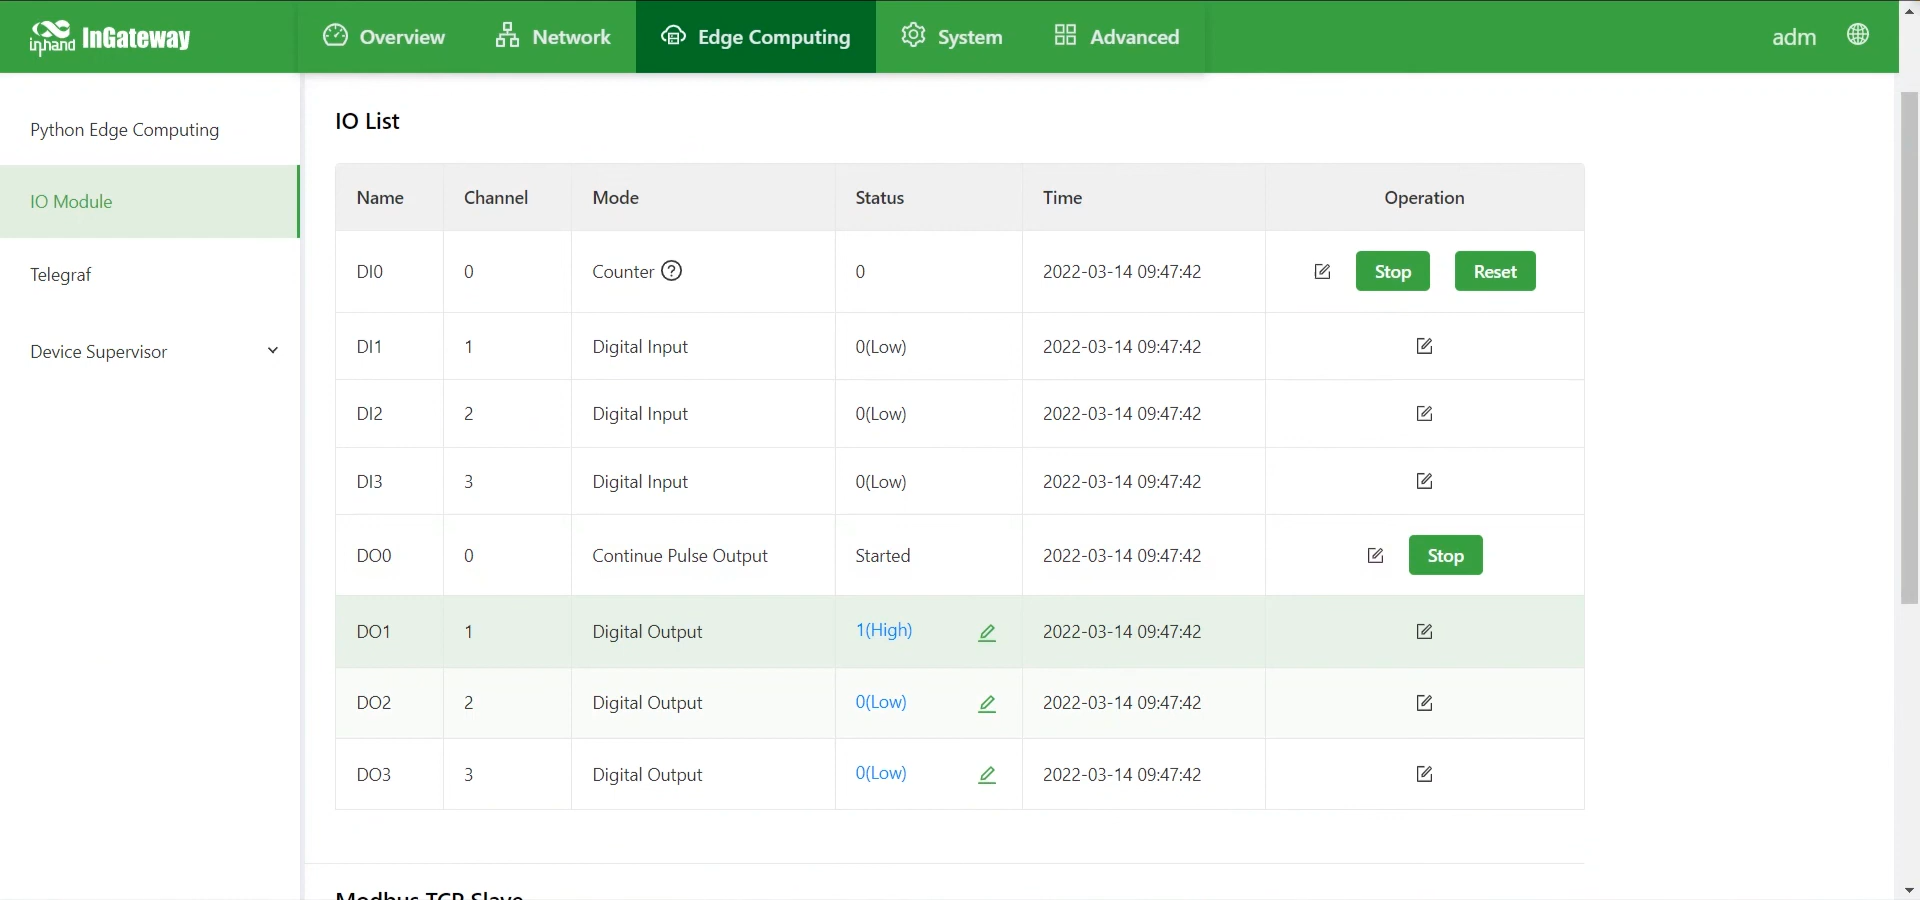 inhand InGateway Overview Network Edge Computing System Advanced adm
Python Edge Computing
IO Module
Telegraf
Device Supervisor
IO List
Name Channel Mode Status Time Operation
DI0 0 Counter ? 0 2022-03-14 09:47:42 Stop Reset
DI1 1 Digital Input 0(Low) 2022-03-14 09:47:42
DI2 2 Digital Input 0(Low) 2022-03-14 09:47:42
DI3 3 Digital Input 0(Low) 2022-03-14 09:47:42
DO0 0 Continue Pulse Output Started 2022-03-14 09:47:42 Stop
DO1 1 Digital Output 1(High) 2022-03-14 09:47:42
DO2 2 Digital Output 0(Low) 2022-03-14 09:47:42
DO3 3 Digital Output 0(Low) 2022-03-14 09:47:42
Modbus TCP Slave